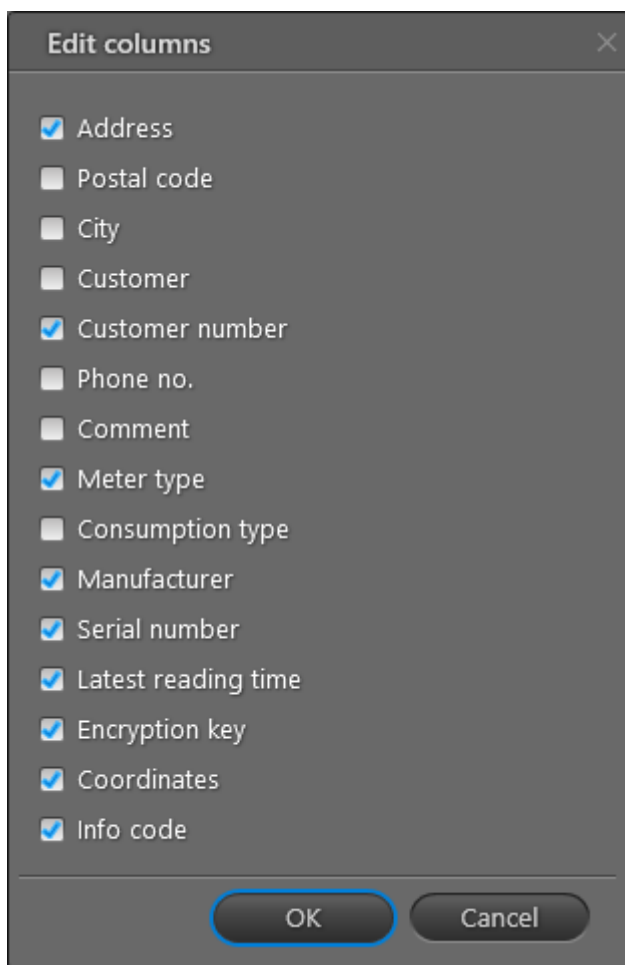 Edit columns
Address
Postal code
City
Customer
Customer number
Phone no.
Comment
Meter type
Consumption type
Manufacturer
Serial number
Latest reading time
Encryption key
Coordinates
Info code
OK
Cancel